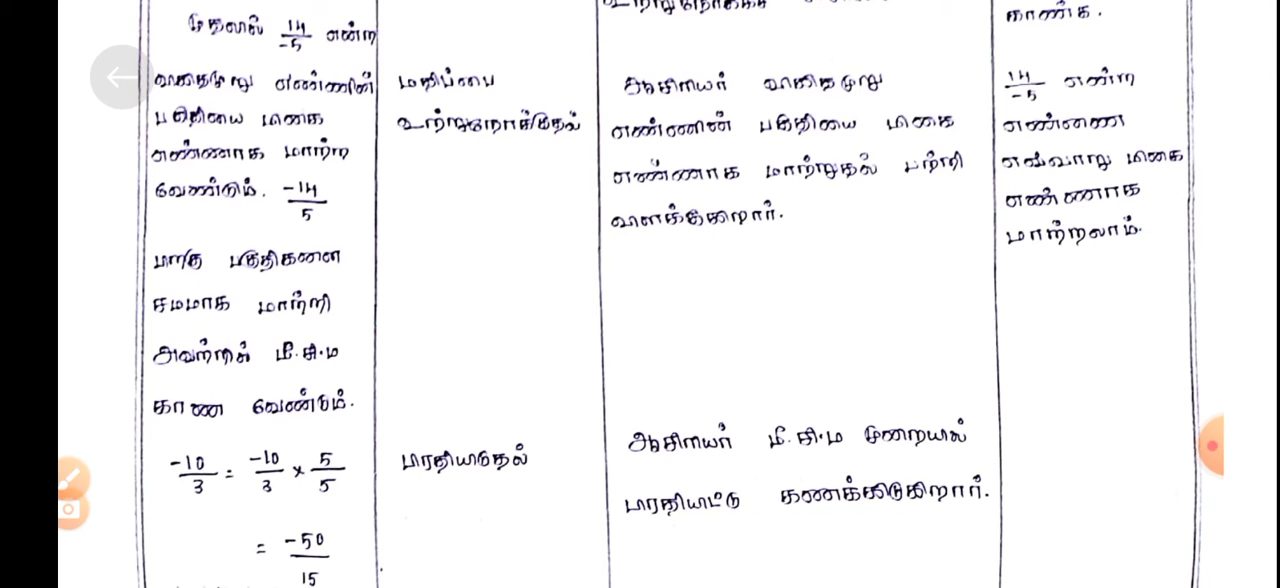 முதலில் 14/-5 என்ற
விகிதமுறு எண்ணின்
பகுதியை மிகை
எண்ணாக மாற்ற
வேண்டும். -14/5
பிறகு பகுதிகளை
சமமாக மாற்றி
அவற்றிக் மீ.சி.ம
காண வேண்டும்.
-10/3 = -10/3 × 5/5
= -50/15
மதிப்பை
உற்றுநோக்குதல்
பிரதியிடுதல்
ஆசிரியர் விகிதமுறு
எண்ணின் பகுதியை மிகை
எண்ணாக மாற்றுதல் பற்றி
விளக்குகிறார்.
ஆசிரியர் மீ.சி.ம முறையில்
பிரதியிட்டு கணக்கிடுகிறார்.
காண்க.
14/-5 என்ற
எண்ணை
எவ்வாறு மிகை
எண்ணாக
மாற்றலாம்.